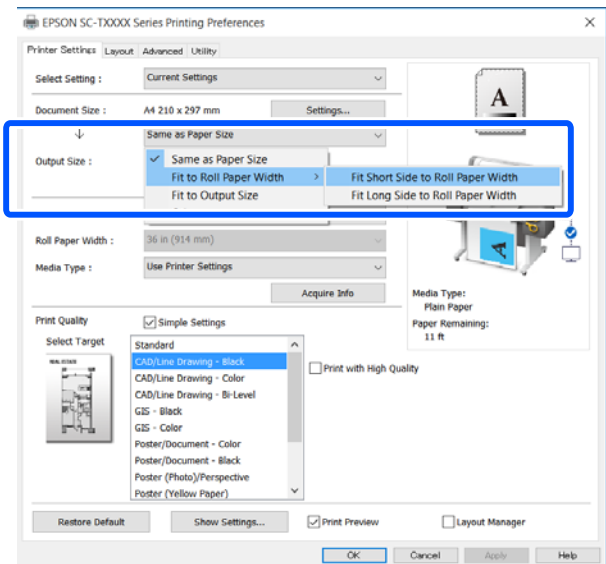 EPSON SC-TXXXX Series Printing Preferences
Printer Settings Layout Advanced Utility
Select Setting : Current Settings
A
Document Size : A4 210 x 297 mm Settings...
Same as Paper Size
Output Size : Same as Paper Size
Fit to Roll Paper Width Fit Short Side to Roll Paper Width
Fit to Output Size Fit Long Side to Roll Paper Width
Roll Paper Width : 36 in (914 mm)
A
Media Type : Use Printer Settings
Acquire Info
Media Type:
Plain Paper
Paper Remaining:
11 ft
Print Quality Simple Settings
Select Target
Standard
CAD/Line Drawing - Black
CAD/Line Drawing - Color
CAD/Line Drawing - Bi-Level
GIS - Black
GIS - Color
Poster/Document - Color
Poster/Document - Black
Poster (Photo)/Perspective
Poster (Yellow Paper)
Print with High Quality
REAL ESTATE
Restore Default Show Settings... Print Preview Layout Manager
OK Cancel Apply Help